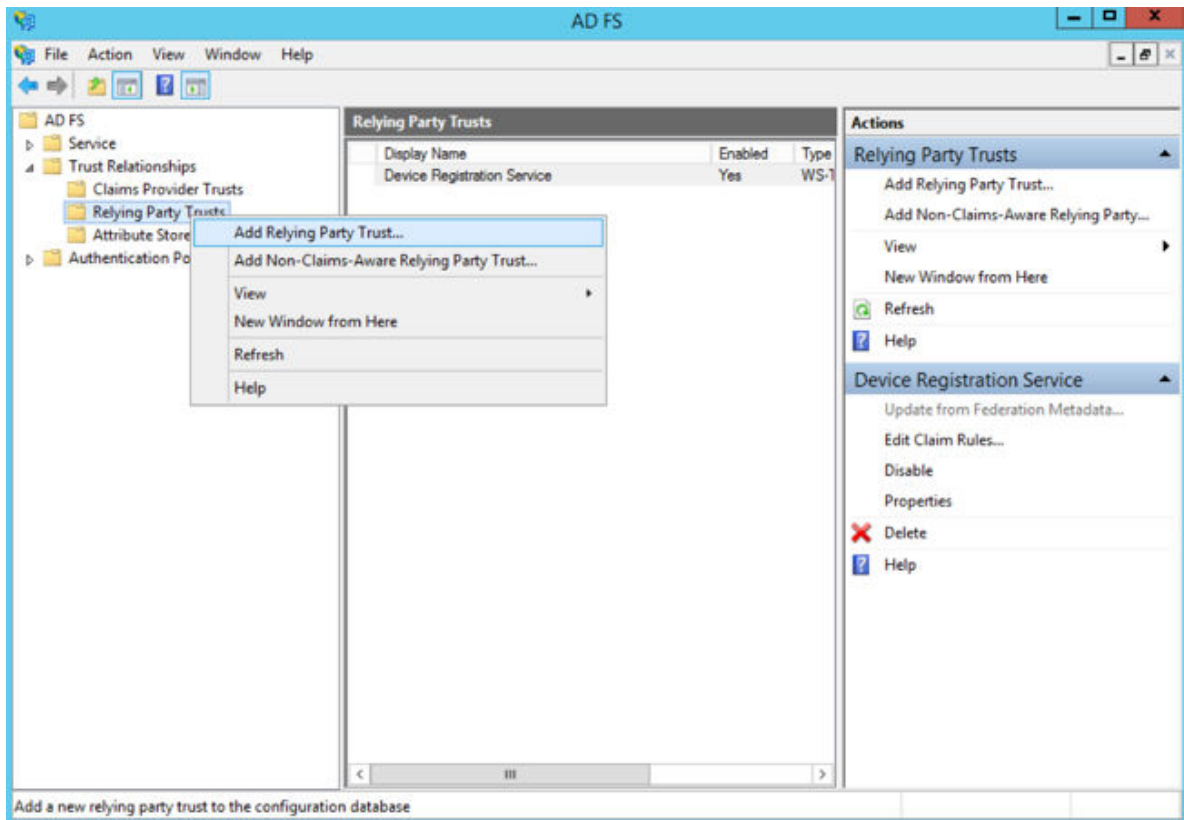 AD FS
File Action View Window Help
AD FS
Service
Trust Relationships
Claims Provider Trusts
Relying Party Trusts
Attribute Store
Authentication Po
Add Relying Party Trust...
Add Non-Claims-Aware Relying Party Trust...
View
New Window from Here
Refresh
Help
Relying Party Trusts
Display Name Enabled Type
Device Registration Service Yes WS-T
Actions
Relying Party Trusts
Add Relying Party Trust...
Add Non-Claims-Aware Relying Party...
View
New Window from Here
Refresh
Help
Device Registration Service
Update from Federation Metadata...
Edit Claim Rules...
Disable
Properties
Delete
Help
Add a new relying party trust to the configuration database